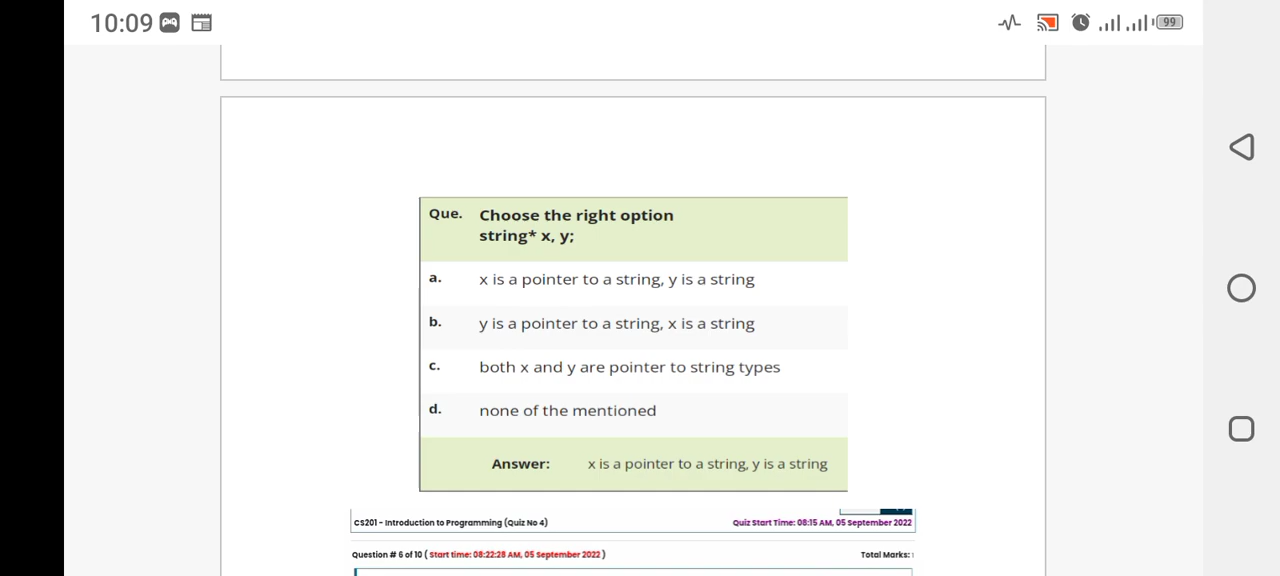 10:09
99
Que. Choose the right option
string* x, y;
a. x is a pointer to a string, y is a string
b. y is a pointer to a string, x is a string
c. both x and y are pointer to string types
d. none of the mentioned
Answer: x is a pointer to a string, y is a string
CS201 - Introduction to Programming (Quiz No 4) Quiz Start Time: 08:15 AM, 05 September 2022
Question # 6 of 10 ( Start time: 08:22:28 AM, 05 September 2022 ) Total Marks: